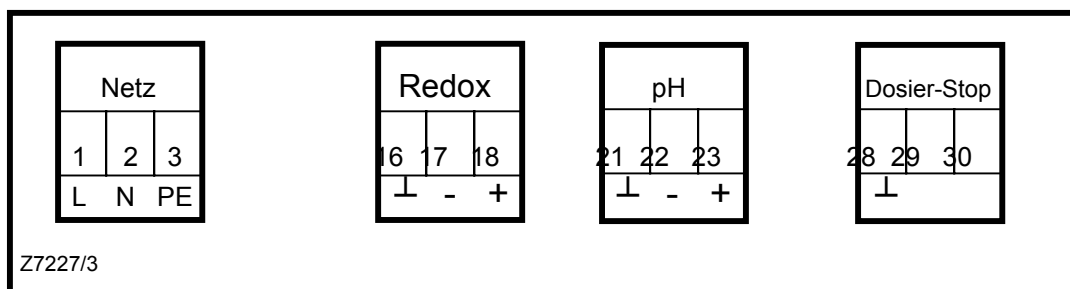 Netz Redox pH Dosier-Stop
1 2 3 16 17 18 21 22 23 28 29 30
L N PE ⊥ - + ⊥ - + ⊥
Z7227/3